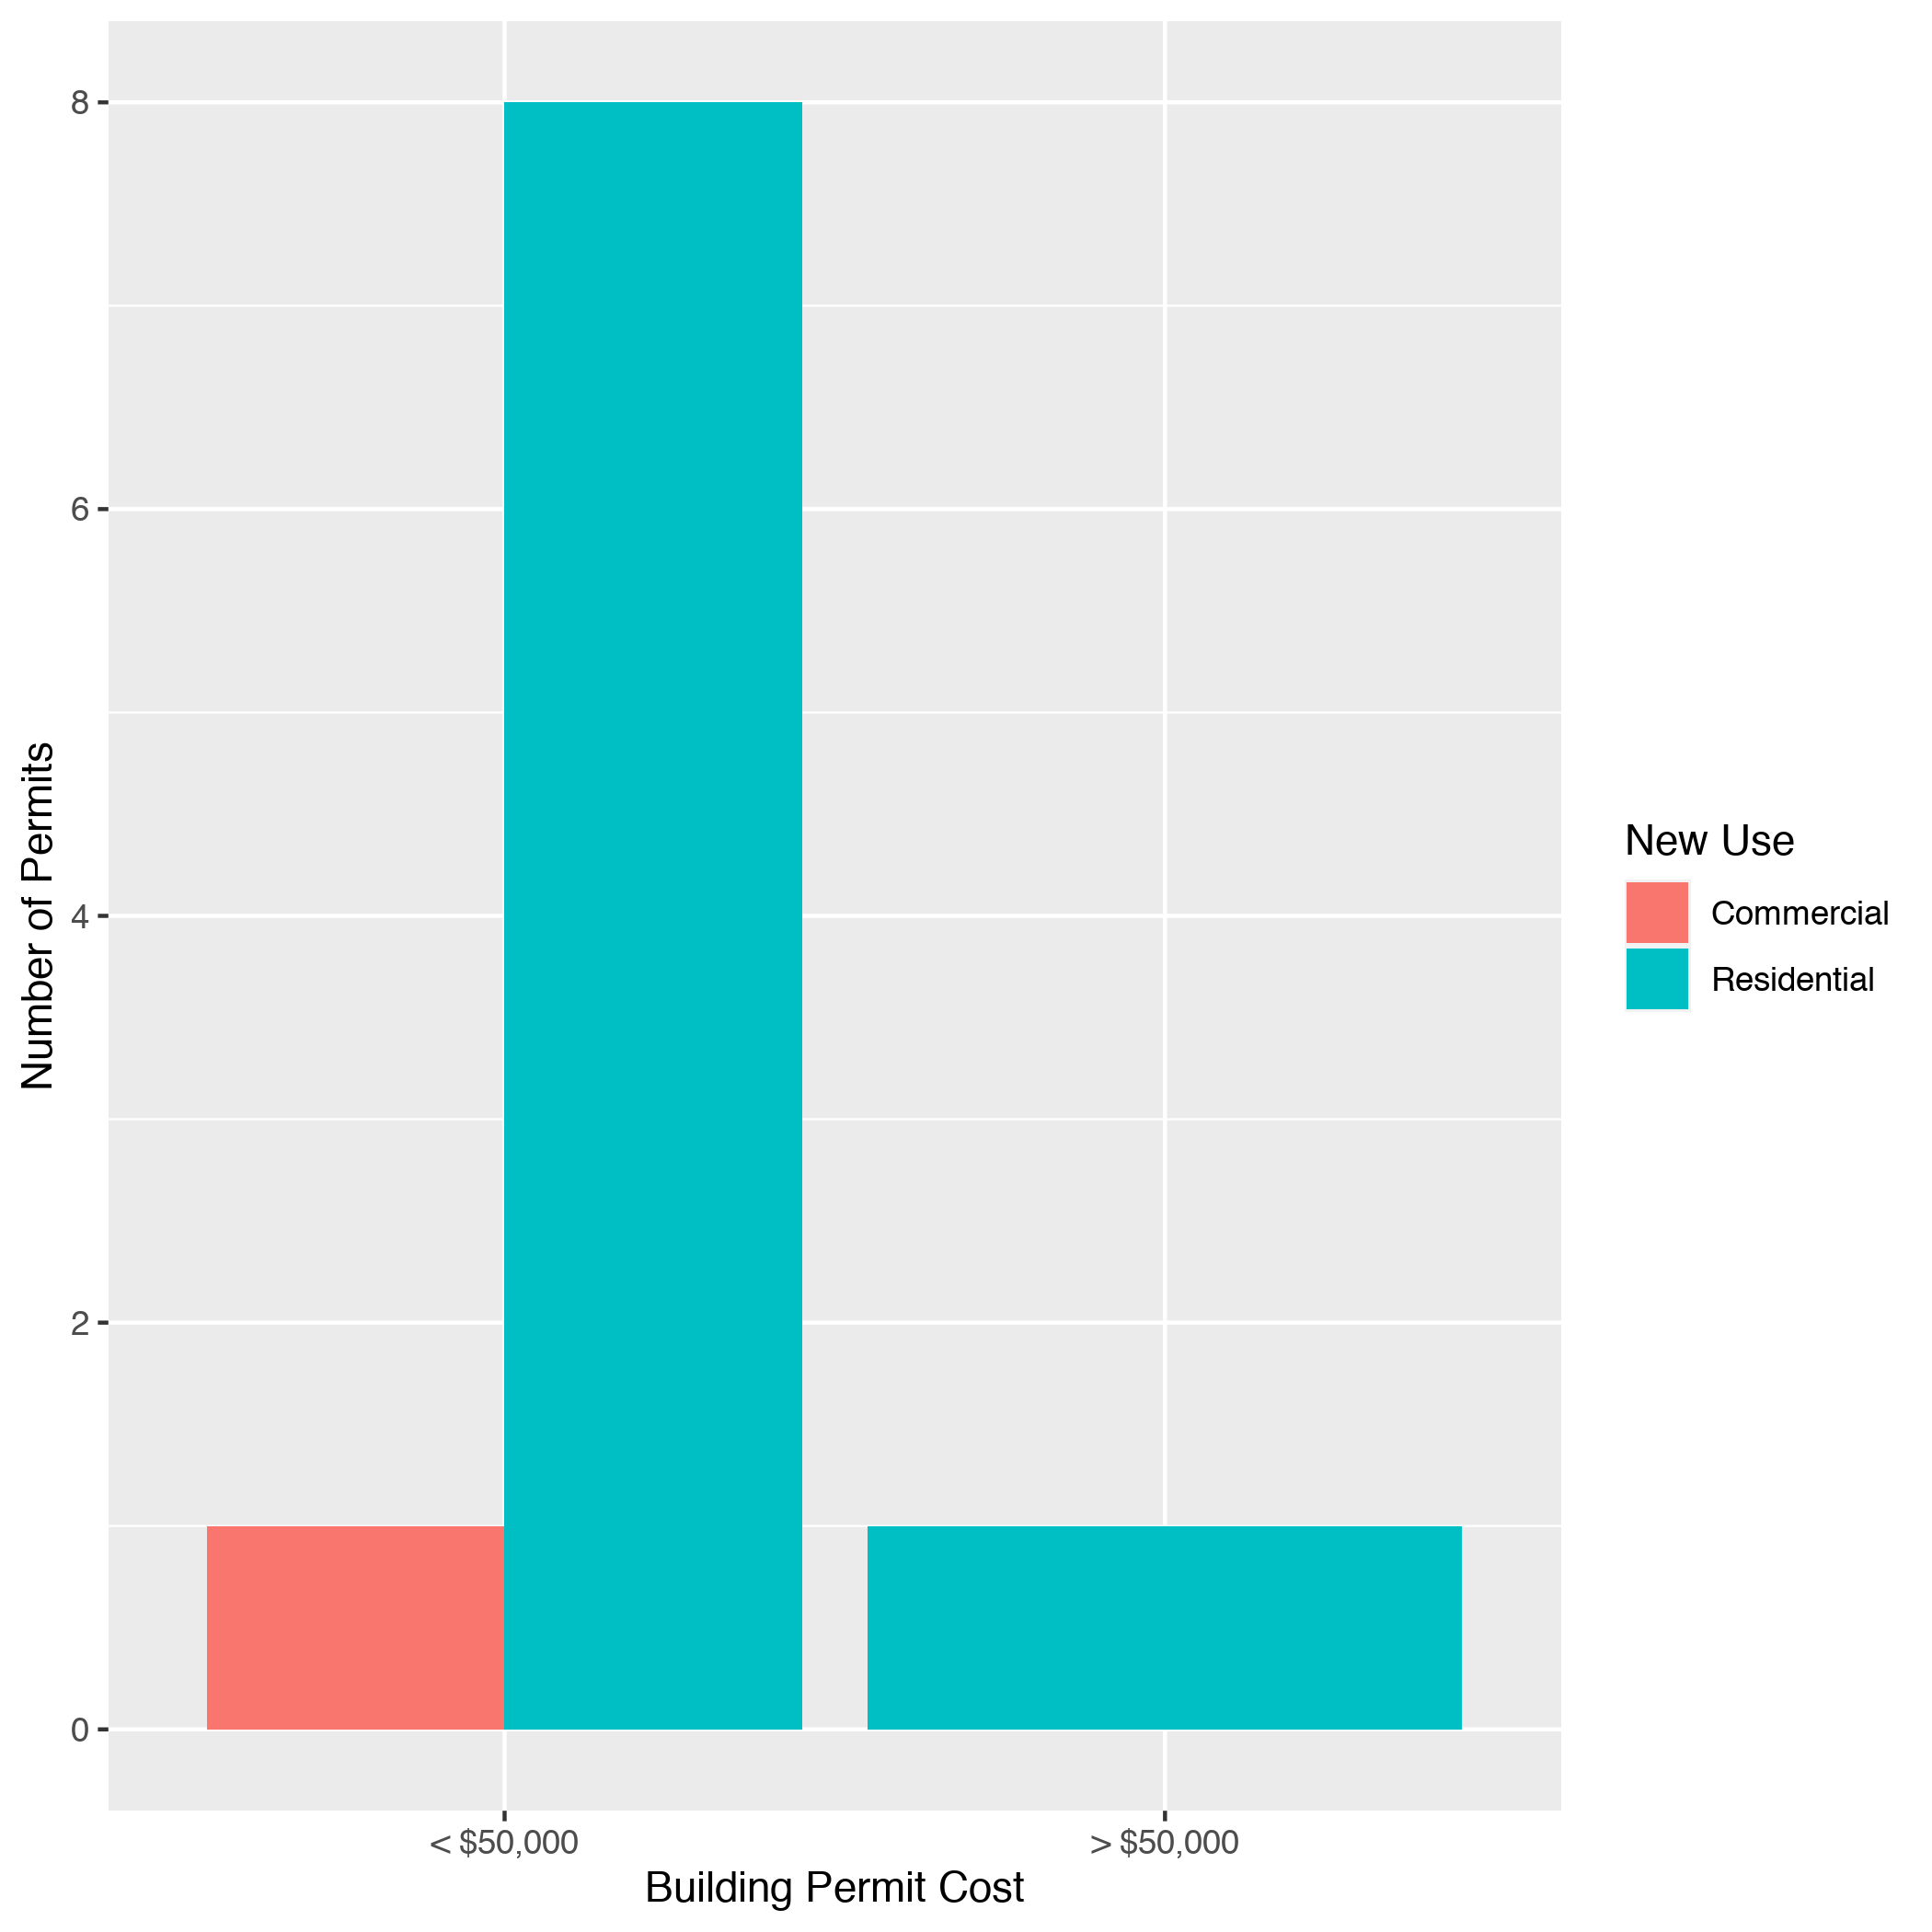 8
6
4
2
0
Number of Permits
< $50,000
> $50,000
Building Permit Cost
New Use
Commercial
Residential